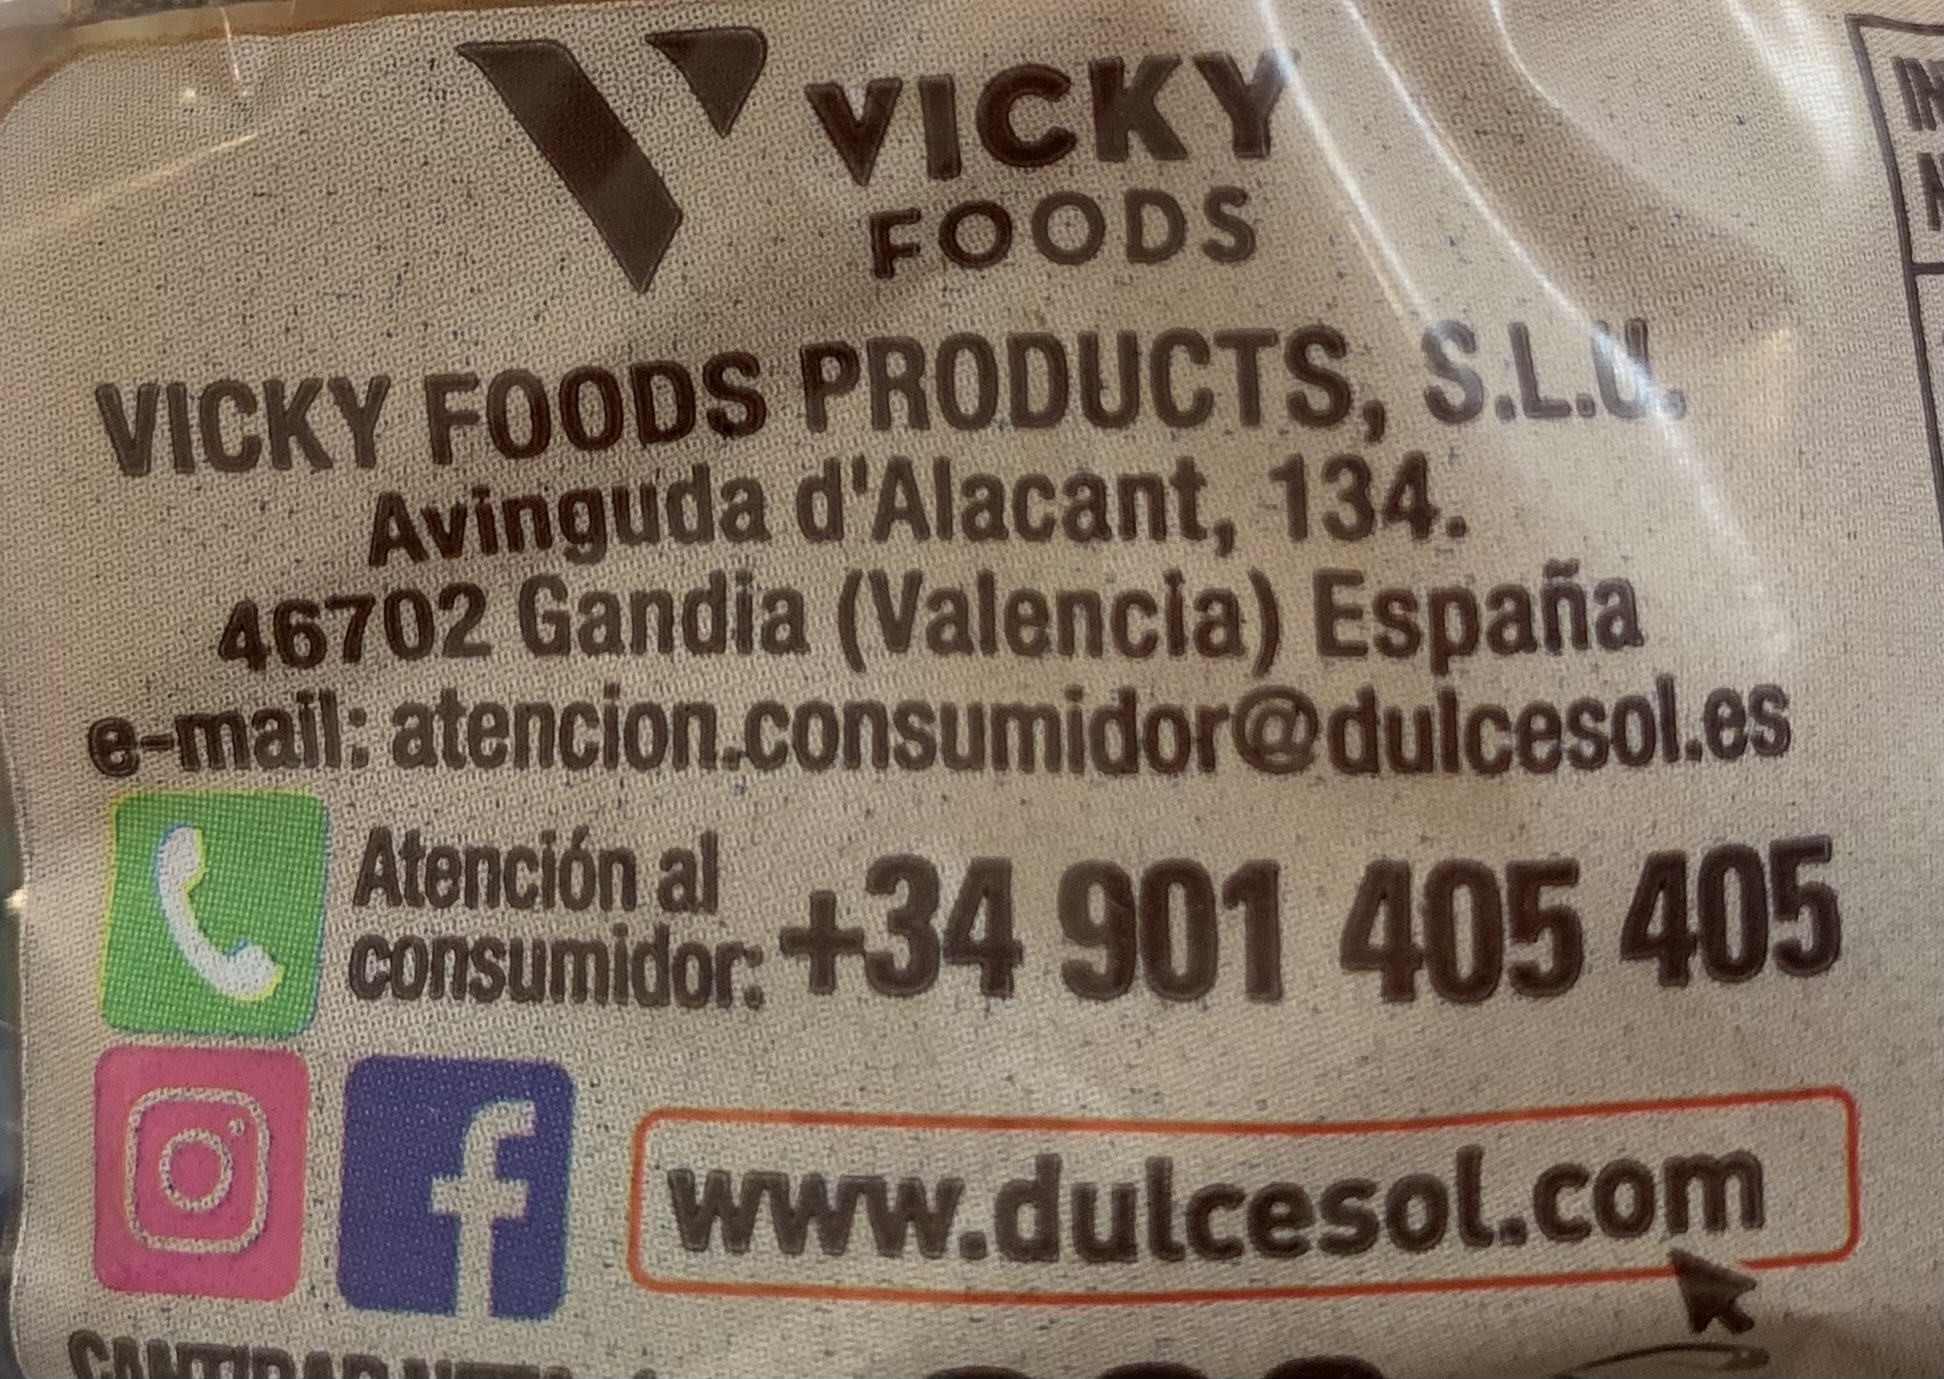 VICKY
FOODS
VICKY FOODS PRODUCTS, S.L.U.
Avinguda d'Alacant, 134.
46702 Gandia (Valencia) España
e-mail: atencion.consumidor@dulcesol.es
Atención al
consumidor: +34 901 405 405
www.dulcesol.com